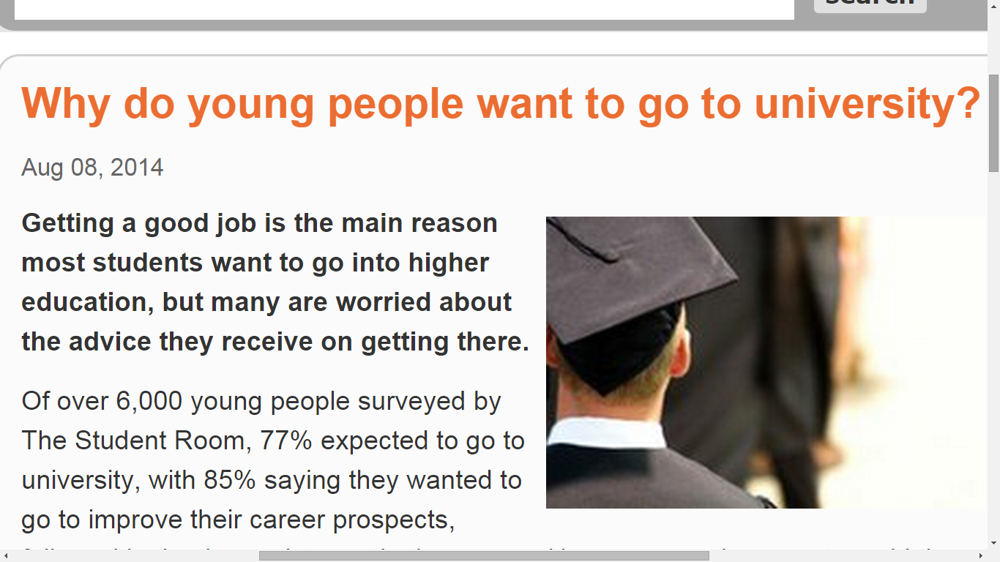 Search
Why do young people want to go to university?
Aug 08, 2014
Getting a good job is the main reason
most students want to go into higher
education, but many are worried about
the advice they receive on getting there.
Of over 6,000 young people surveyed by
The Student Room, 77% expected to go to
university, with 85% saying they wanted to
go to improve their career prospects,